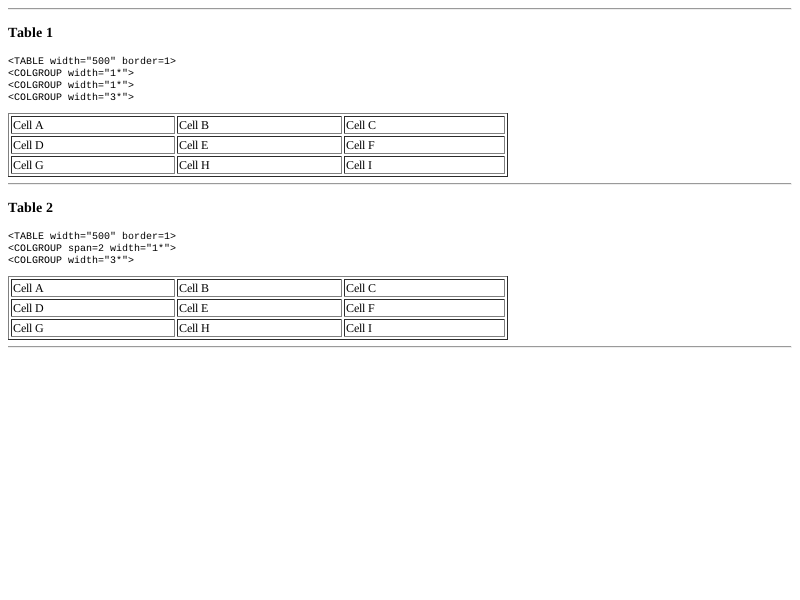 Table 1
<TABLE width="500" border=1>
<COLGROUP width="1*">
<COLGROUP width="1*">
<COLGROUP width="3*">
Cell A Cell B Cell C
Cell D Cell E Cell F
Cell G Cell H Cell I
Table 2
<TABLE width="500" border=1>
<COLGROUP span=2 width="1*">
<COLGROUP width="3*">
Cell A Cell B Cell C
Cell D Cell E Cell F
Cell G Cell H Cell I